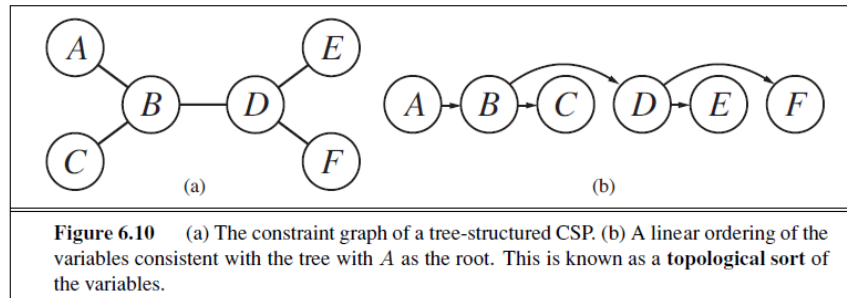 A
E
B
D
C
F
(a)
A B C D E F
(b)
Figure 6.10 (a) The constraint graph of a tree-structured CSP. (b) A linear ordering of the
variables consistent with the tree with A as the root. This is known as a topological sort of
the variables.